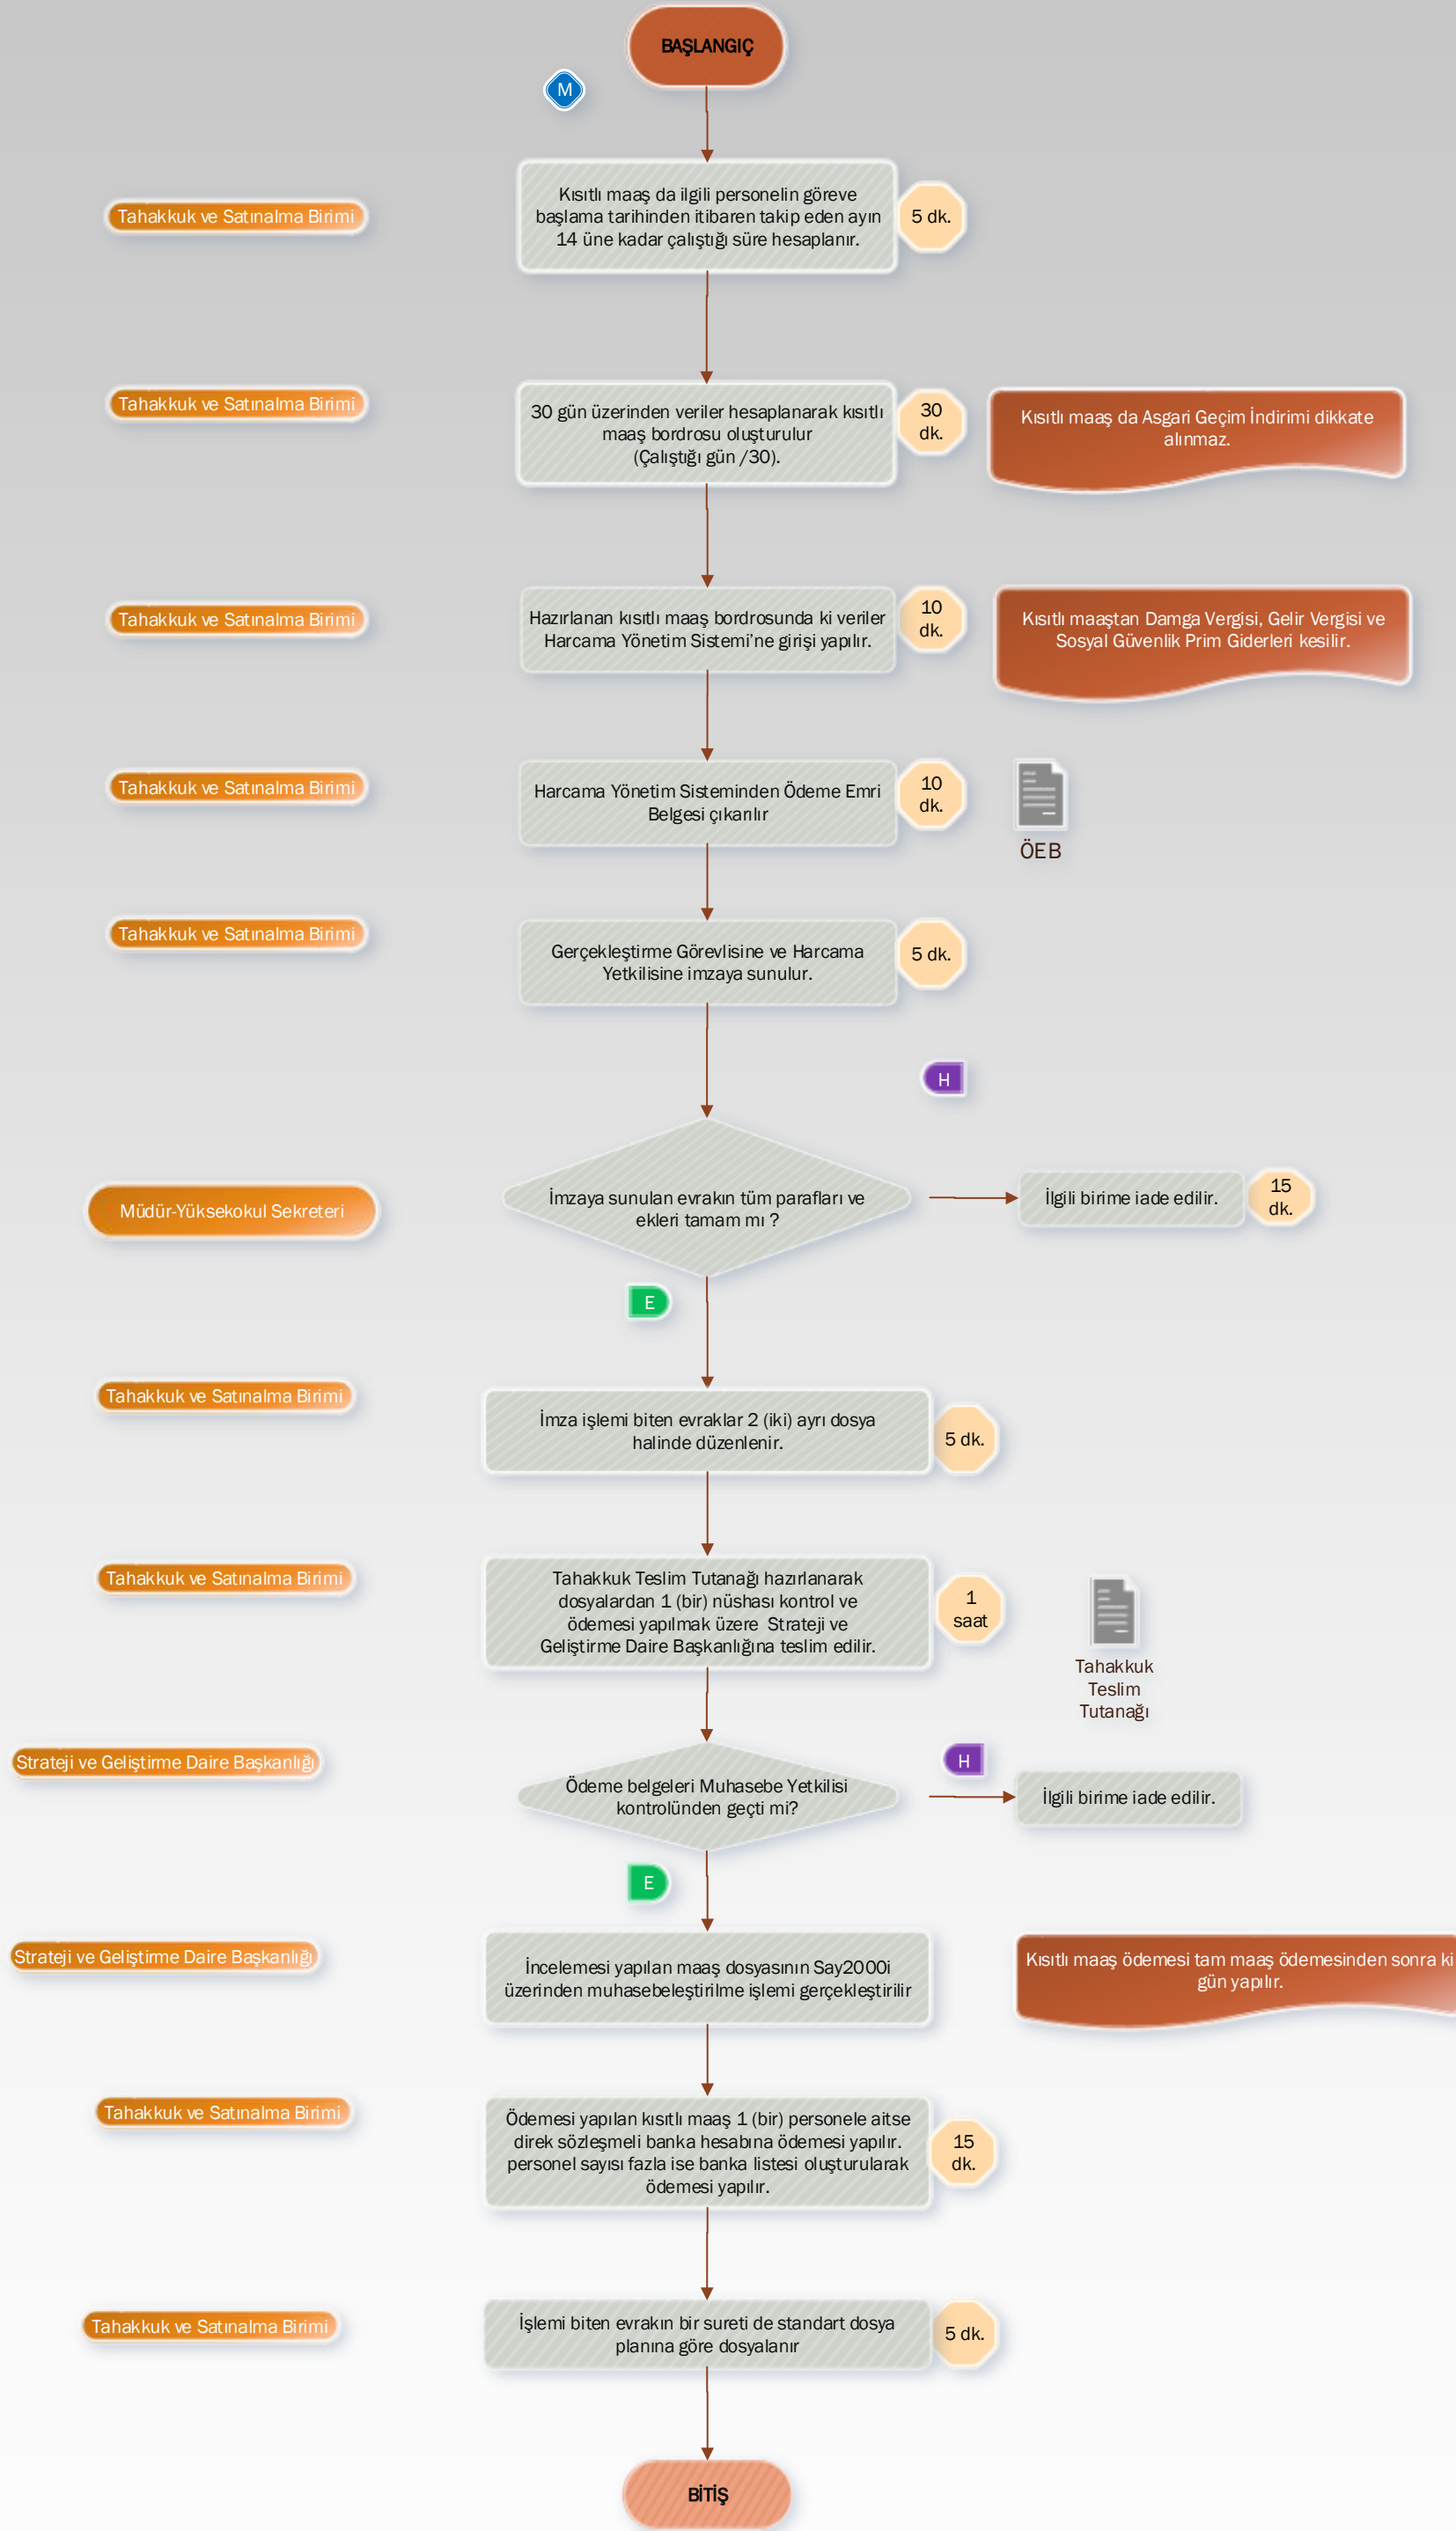 BAŞLANGIÇ
M
Tahakkuk ve Satınalma Birimi
Kısıtlı maaş da ilgili personelin göreve
başlama tarihinden itibaren takip eden ayın
14 üne kadar çalıştığı süre hesaplanır.
5 dk.
Tahakkuk ve Satınalma Birimi
30 gün üzerinden veriler hesaplanarak kısıtlı
maaş bordrosu oluşturulur
(Çalıştığı gün /30).
30
dk.
Kısıtlı maaş da Asgari Geçim İndirimi dikkate
alınmaz.
Tahakkuk ve Satınalma Birimi
Hazırlanan kısıtlı maaş bordrosunda ki veriler
Harcama Yönetim Sistemi’ne girişi yapılır.
10
dk.
Kısıtlı maaştan Damga Vergisi, Gelir Vergisi ve
Sosyal Güvenlik Prim Giderleri kesilir.
Tahakkuk ve Satınalma Birimi
Harcama Yönetim Sisteminden Ödeme Emri
Belgesi çıkarılır
10
dk.
ÖEB
Tahakkuk ve Satınalma Birimi
Gerçekleştirme Görevlisine ve Harcama
Yetkilisine imzaya sunulur.
5 dk.
H
Müdür-Yüksekokul Sekreteri
İmzaya sunulan evrakın tüm parafları ve
ekleri tamam mı ?
İlgili birime iade edilir.
15
dk.
E
Tahakkuk ve Satınalma Birimi
İmza işlemi biten evraklar 2 (iki) ayrı dosya
halinde düzenlenir.
5 dk.
Tahakkuk ve Satınalma Birimi
Tahakkuk Teslim Tutanağı hazırlanarak
dosyalardan 1 (bir) nüshası kontrol ve
ödemesi yapılmak üzere  Strateji ve
Geliştirme Daire Başkanlığına teslim edilir.
1
saat
Tahakkuk
Teslim
Tutanağı
Strateji ve Geliştirme Daire Başkanlığı
Ödeme belgeleri Muhasebe Yetkilisi
kontrolünden geçti mi?
H
İlgili birime iade edilir.
E
Strateji ve Geliştirme Daire Başkanlığı
İncelemesi yapılan maaş dosyasının Say2000i
üzerinden muhasebeleştirilme işlemi gerçekleştirilir
Kısıtlı maaş ödemesi tam maaş ödemesinden sonra ki
gün yapılır.
Tahakkuk ve Satınalma Birimi
Ödemesi yapılan kısıtlı maaş 1 (bir) personele aitse
direk sözleşmeli banka hesabına ödemesi yapılır.
personel sayısı fazla ise banka listesi oluşturularak
ödemesi yapılır.
15
dk.
Tahakkuk ve Satınalma Birimi
İşlemi biten evrakın bir sureti de standart dosya
planına göre dosyalanır
5 dk.
BİTİŞ